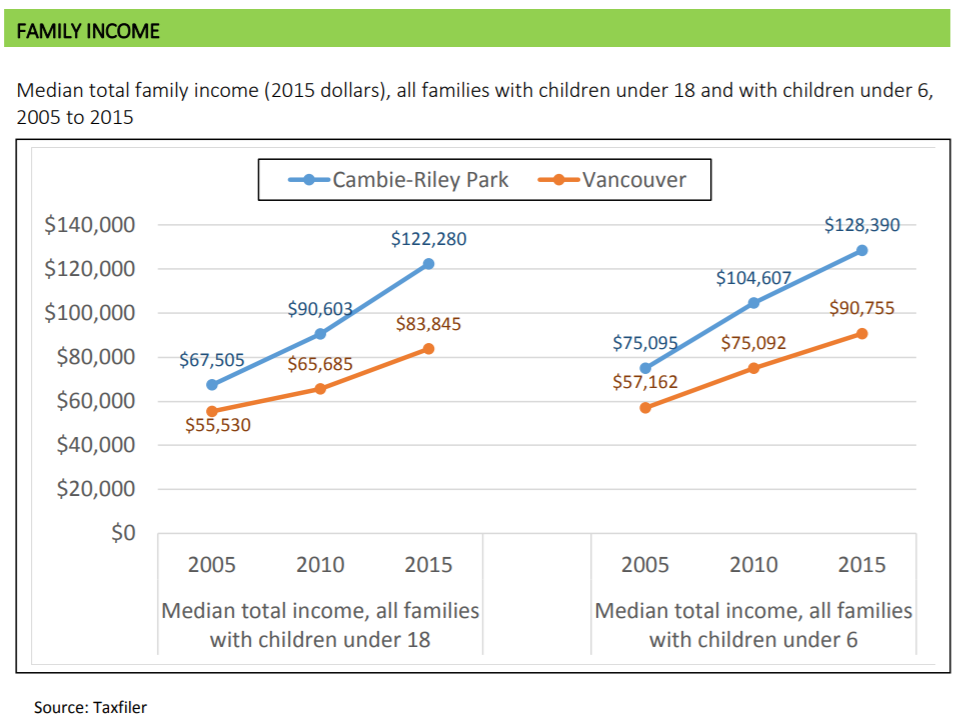 FAMILY INCOME
Median total family income (2015 dollars), all families with children under 18 and with children under 6,
2005 to 2015
Cambie-Riley Park Vancouver
$140,000
$120,000
$100,000
$80,000
$60,000
$40,000
$20,000
$0
$67,505
$90,603
$122,280
$55,530
$65,685
$83,845
$75,095
$104,607
$128,390
$57,162
$75,092
$90,755
2005 2010 2015 2005 2010 2015
Median total income, all families
with children under 18
Median total income, all families
with children under 6
Source: Taxfiler